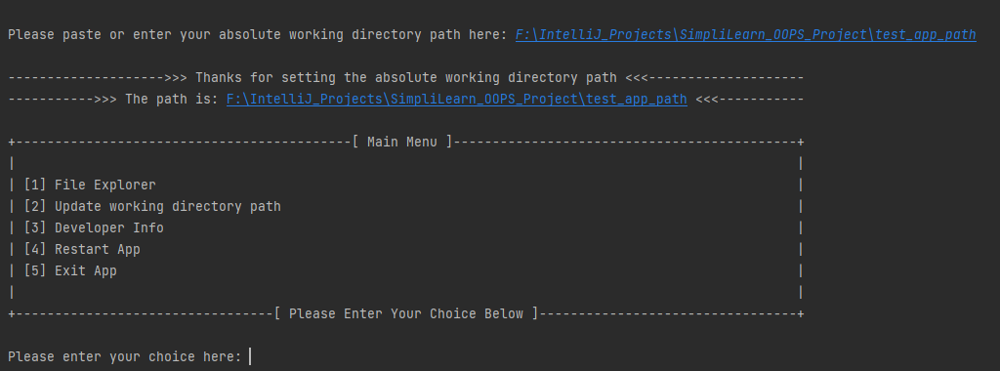 Please paste or enter your absolute working directory path here: F:\IntelliJ_Projects\SimpliLearn_OOPS_Project\test_app_path
-------------------->>> Thanks for setting the absolute working directory path <<<--------------------
----------->>> The path is: F:\IntelliJ_Projects\SimpliLearn_OOPS_Project\test_app_path <<<-----------
+-------------------------------------------[ Main Menu ]--------------------------------------------+
| |
| [1] File Explorer |
| [2] Update working directory path |
| [3] Developer Info |
| [4] Restart App |
| [5] Exit App |
| |
+---------------------------------[ Please Enter Your Choice Below ]---------------------------------+
Please enter your choice here: